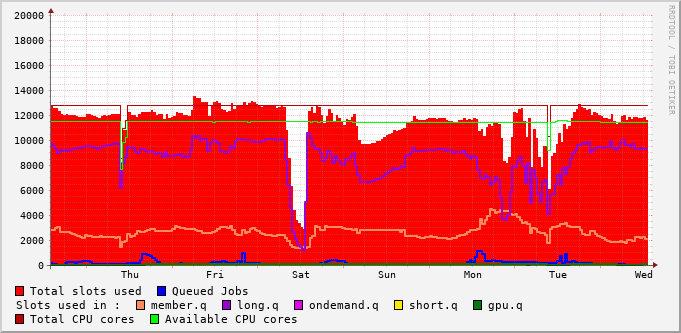 20000
18000
16000
14000
12000
10000
8000
6000
4000
2000
0
Thu Fri Sat Sun Mon Tue Wed
RRDTOOL / TOBI OETIKER
Total slots used Queued Jobs
Slots used in : member.q long.q ondemand.q short.q gpu.q
Total CPU cores Available CPU cores